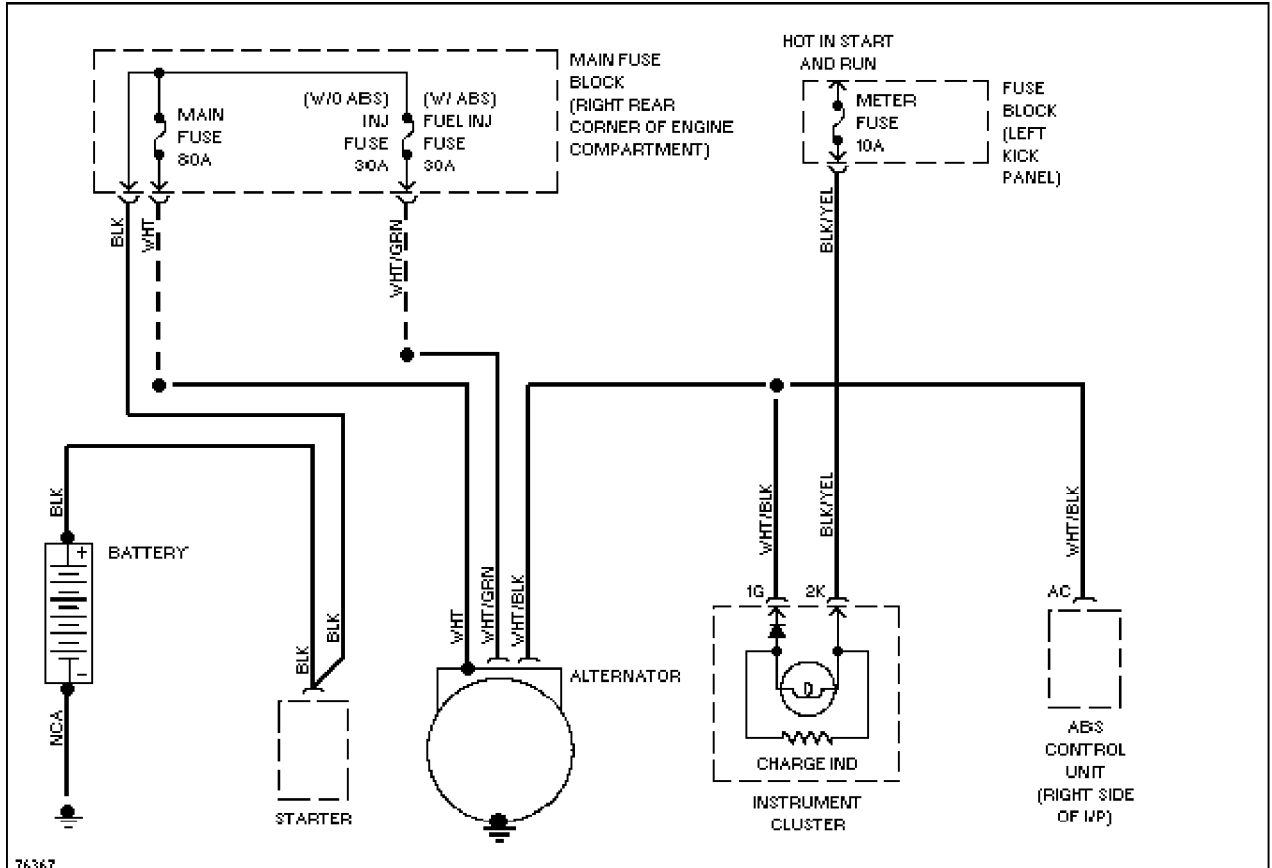 MAIN FUSE
BLOCK
(RIGHT REAR
CORNER OF ENGINE
COMPARTMENT)
MAIN
FUSE
80A
(W/0 ABS)
INJ
FUSE
30A
(W/ ABS)
FUEL INJ
FUSE
30A
HOT IN START
AND RUN
METER
FUSE
10A
FUSE
BLOCK
(LEFT
KICK
PANEL)
BLK
WHT
WHT/GRN
BLK/YEL
BLK
BATTERY
+
-
NCA
BLK
BLK
STARTER
WHT
WHT/GRN
WHT/BLK
ALTERNATOR
WHT/BLK
BLK/YEL
WHT/BLK
1G
2K
AC
CHARGE IND
INSTRUMENT
CLUSTER
ABS
CONTROL
UNIT
(RIGHT SIDE
OF I/P)
76367